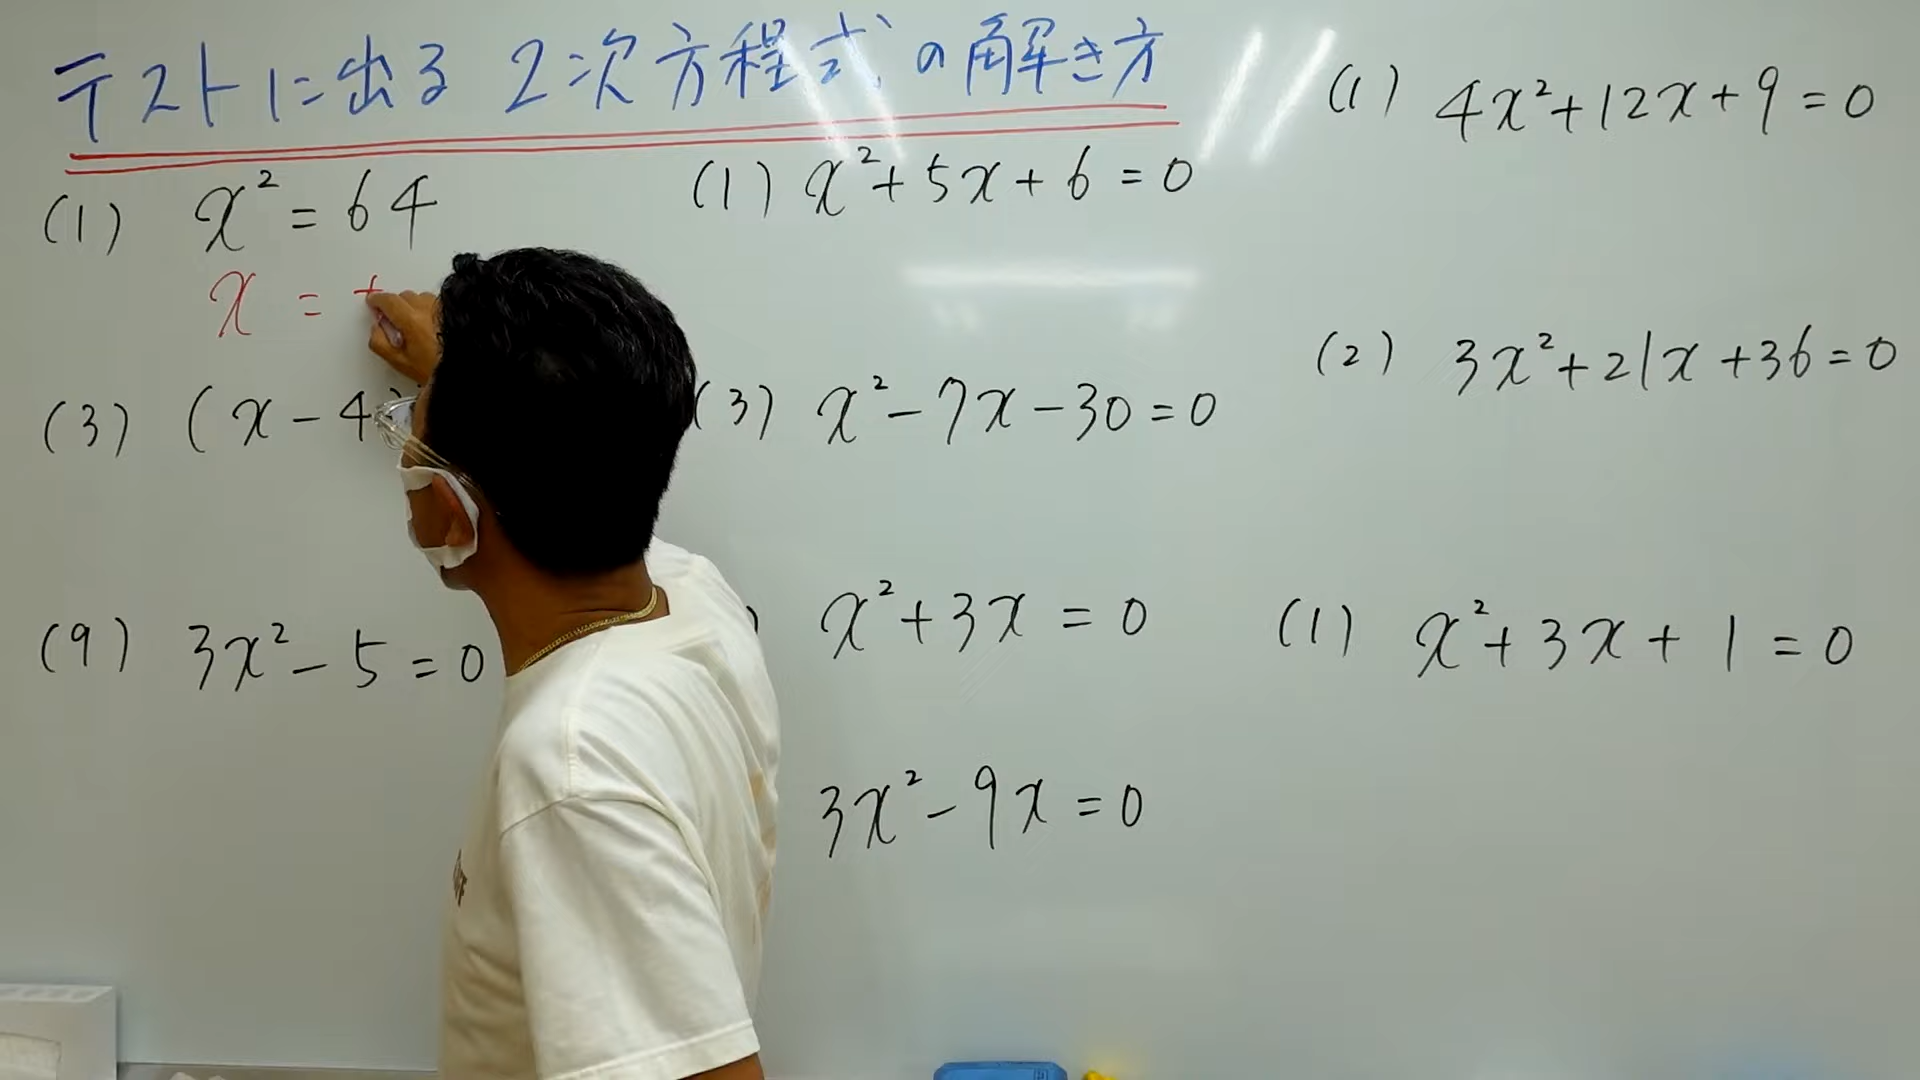 テストに出る 2次方程式の解き方
(1) x² = 64
x = ±
(3) (x - 4)
(9) 3x² - 5 = 0
(1) x² + 5x + 6 = 0
(3) x² - 7x - 30 = 0
x² + 3x = 0
3x² - 9x = 0
(1) 4x² + 12x + 9 = 0
(2) 3x² + 21x + 36 = 0
(1) x² + 3x + 1 = 0